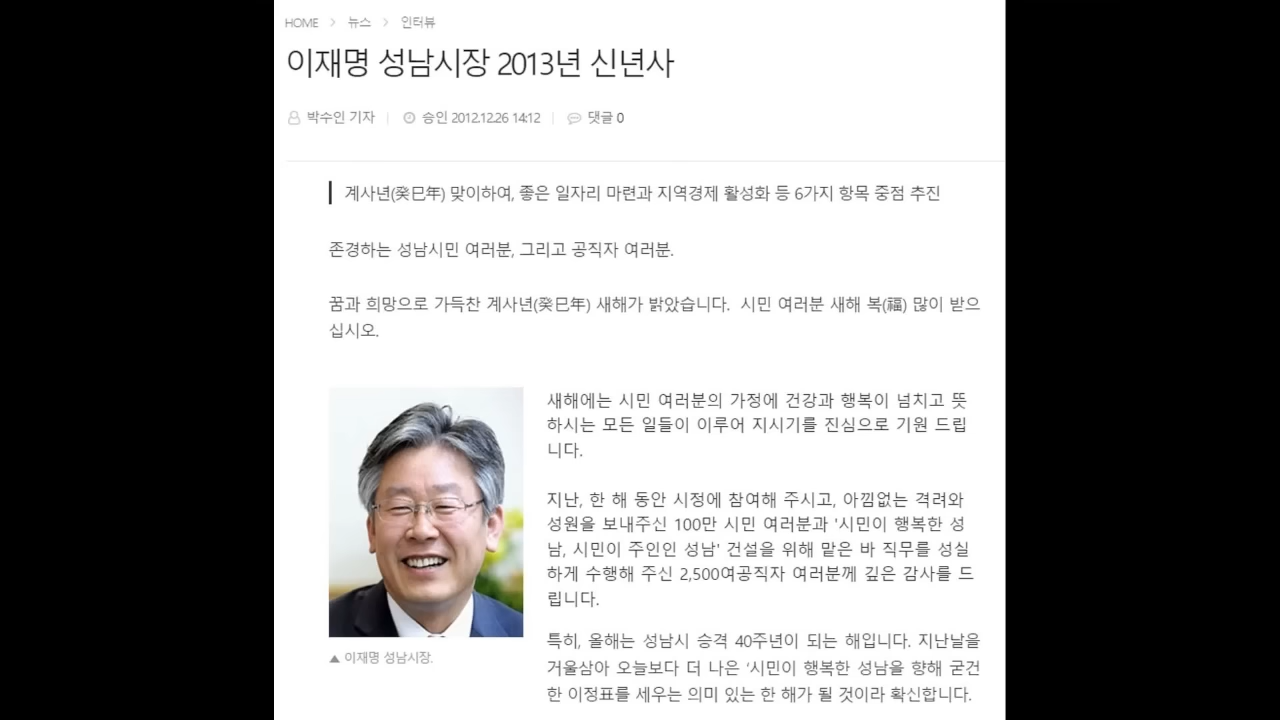 HOME > 뉴스 > 인터뷰
이재명 성남시장 2013년 신년사
박수인 기자 | 승인 2012.12.26 14:12 | 댓글 0
계사년(癸巳年) 맞이하여, 좋은 일자리 마련과 지역경제 활성화 등 6가지 항목 중점 추진
존경하는 성남시민 여러분, 그리고 공직자 여러분.
꿈과 희망으로 가득찬 계사년(癸巳年) 새해가 밝았습니다. 시민 여러분 새해 복(福) 많이 받으
십시오.
새해에는 시민 여러분의 가정에 건강과 행복이 넘치고 뜻
하시는 모든 일들이 이루어 지시기를 진심으로 기원 드립
니다.
지난, 한 해 동안 시정에 참여해 주시고, 아낌없는 격려와
성원을 보내주신 100만 시민 여러분과 '시민이 행복한 성
남, 시민이 주인인 성남' 건설을 위해 맡은 바 직무를 성실
하게 수행해 주신 2,500여공직자 여러분께 깊은 감사를 드
립니다.
특히, 올해는 성남시 승격 40주년이 되는 해입니다. 지난날을
거울삼아 오늘보다 더 나은 '시민이 행복한 성남을 향해 굳건
한 이정표를 세우는 의미 있는 한 해가 될 것이라 확신합니다.
▲ 이재명 성남시장.